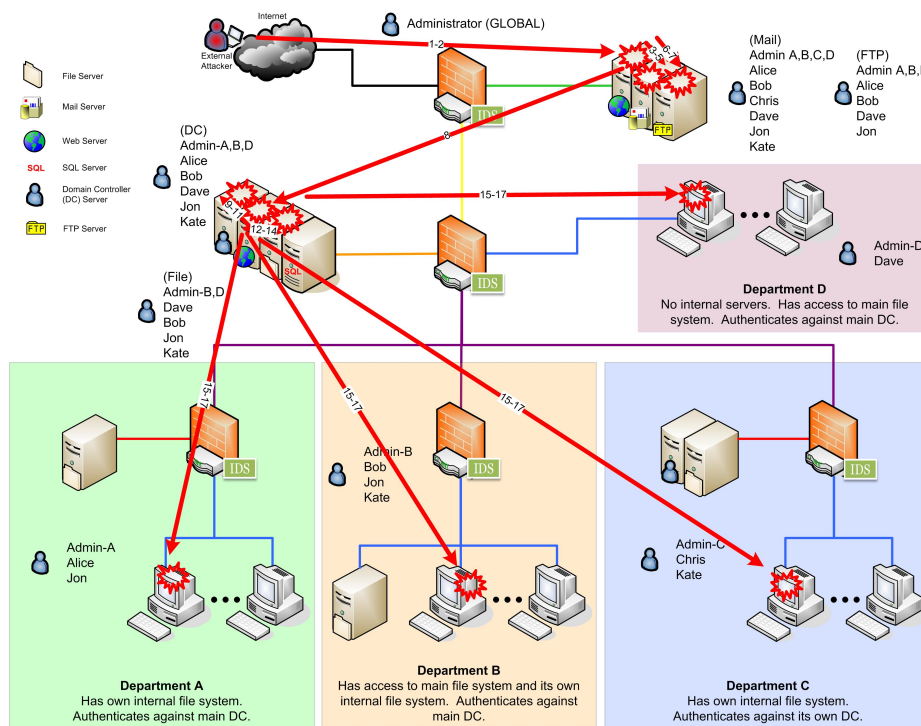 Internet
Administrator (GLOBAL)
External
Attacker
1-2
6-7
3-5
(Mail)
Admin A,B,C,D
Alice
Bob
Chris
Dave
Jon
Kate
(FTP)
Alice
Bob
Dave
Jon
File Server
Mail Server
Web Server
SQL
SQL Server
Domain Controller
(DC) Server
FTP
FTP Server
IDS
FTP
8
(DC)
Admin-A,B,D
Alice
Bob
Dave
Jon
Kate
15-17
9-11
12-14
SQL
IDS
Admin-D
Dave
Department D
No internal servers. Has access to main file
system. Authenticates against main DC.
(File)
Admin-B,D
Dave
Bob
Jon
Kate
15-17
15-17
15-17
IDS
IDS
IDS
Admin-A
Alice
Jon
Admin-B
Bob
Jon
Kate
Admin-C
Chris
Kate
Department A
Has own internal file system.
Authenticates against main DC.
Department B
Has access to main file system and its own
internal file system. Authenticates against
main DC.
Department C
Has own internal file system.
Authenticates against its own DC.